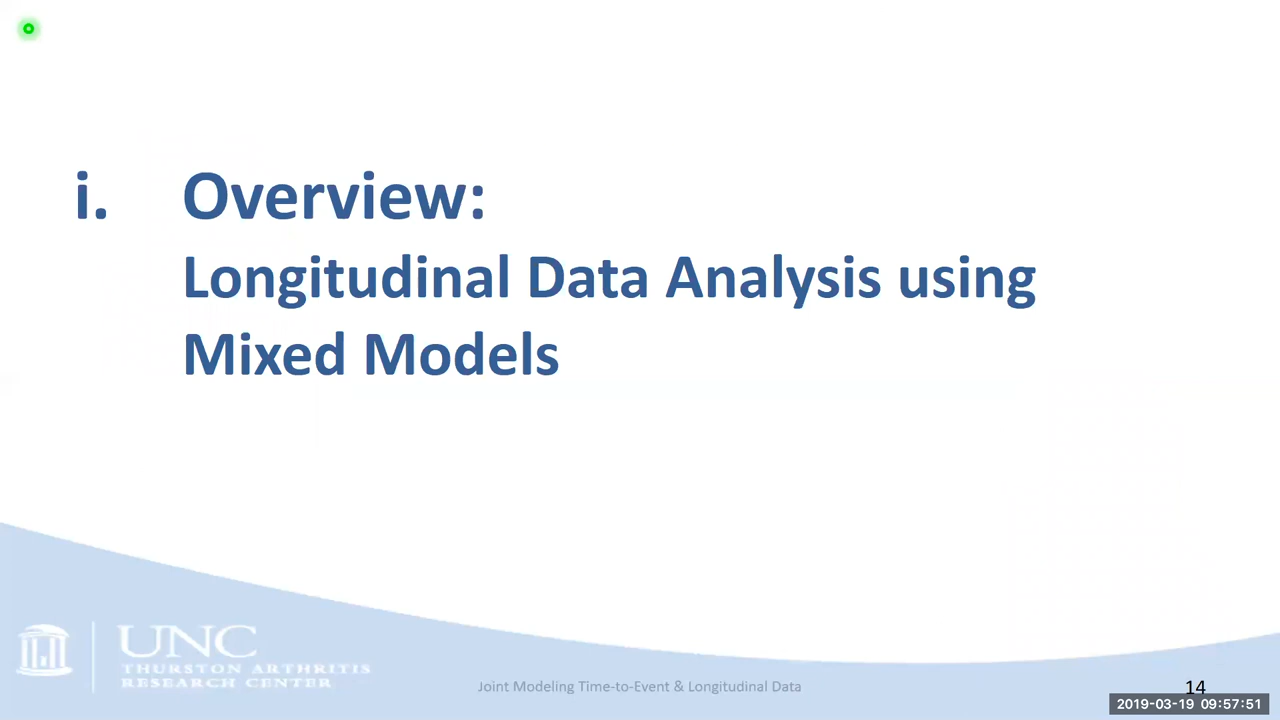 i. Overview:
Longitudinal Data Analysis using
Mixed Models
UNC
THURSTON ARTHRITIS
RESEARCH CENTER
Joint Modeling Time-to-Event & Longitudinal Data
14
2019-03-19 09:57:51